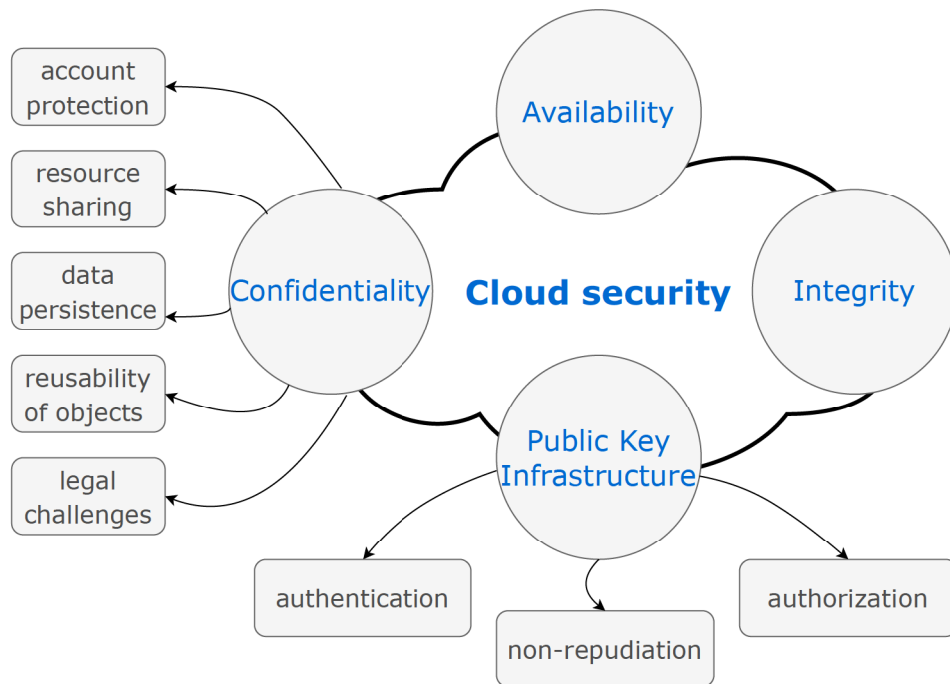 account
protection
Availability
resource
sharing
data
persistence
Confidentiality
Cloud security
Integrity
reusability
of objects
Public Key
Infrastructure
legal
challenges
authentication
non-repudiation
authorization